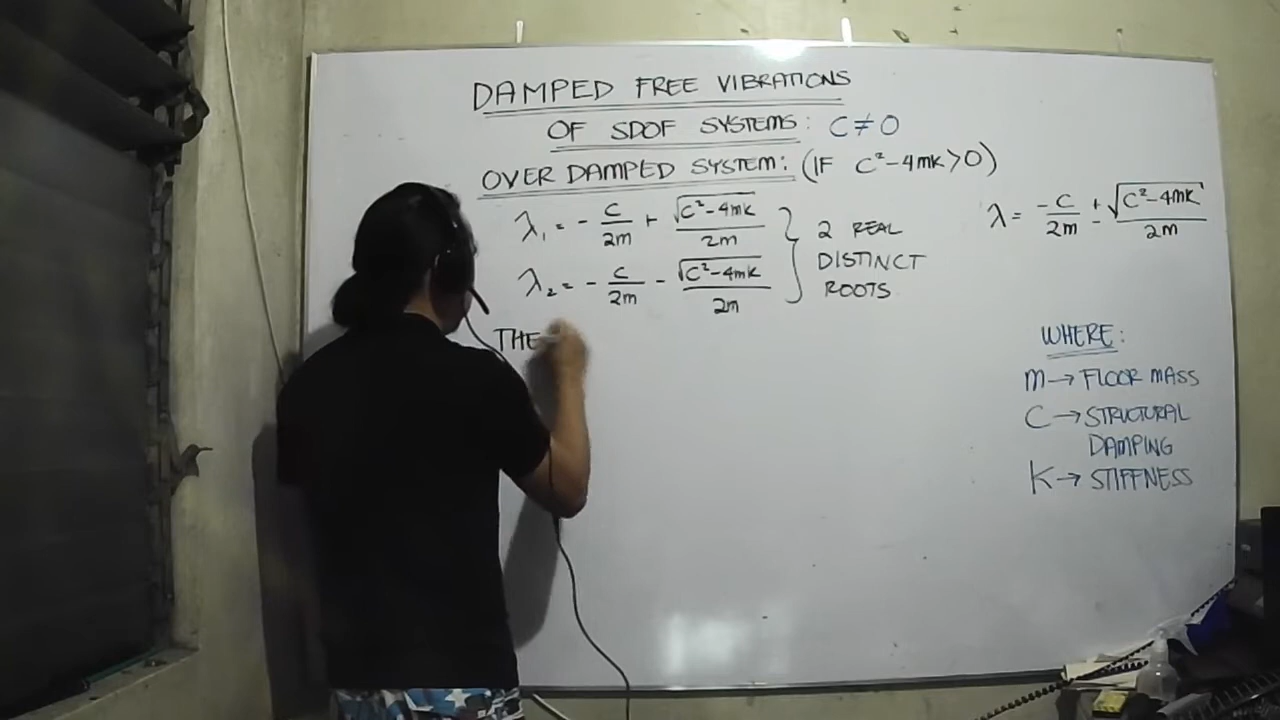 DAMPED FREE VIBRATIONS
OF SDOF SYSTEMS: C≠0
OVER DAMPED SYSTEM: (IF C²-4mk>0)
λ₁ = - C/2m + √(C²-4mk)/2m
λ₂ = - C/2m - √(C²-4mk)/2m
2 REAL
DISTINCT
ROOTS
THE
λ = -C/2m ± √(C²-4mk)/2m
WHERE:
m→FLOOR MASS
C→STRUCTURAL
DAMPING
K→STIFFNESS